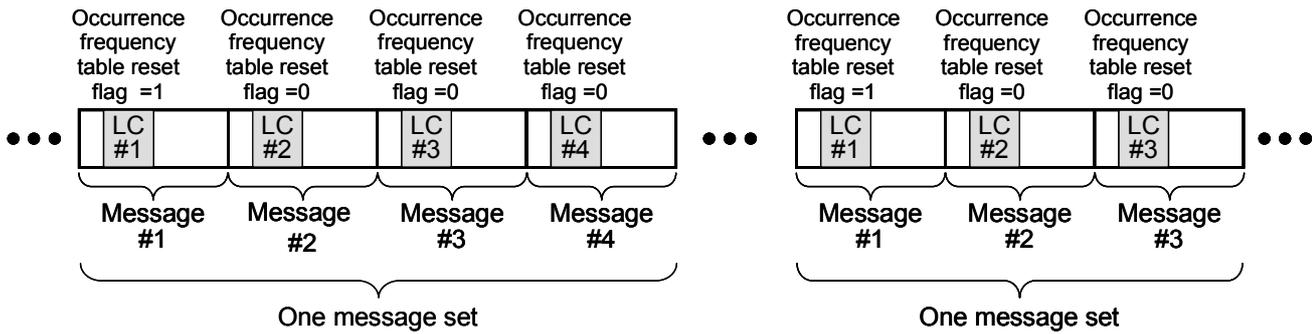 Occurrence
frequency
table reset
flag =1
Occurrence
frequency
table reset
flag =0
Occurrence
frequency
table reset
flag =0
Occurrence
frequency
table reset
flag =0
Occurrence
frequency
table reset
flag =1
Occurrence
frequency
table reset
flag =0
Occurrence
frequency
table reset
flag =0
LC
#1
LC
#2
LC
#3
LC
#4
LC
#1
LC
#2
LC
#3
Message
#1
Message
#2
Message
#3
Message
#4
Message
#1
Message
#2
Message
#3
One message set
One message set